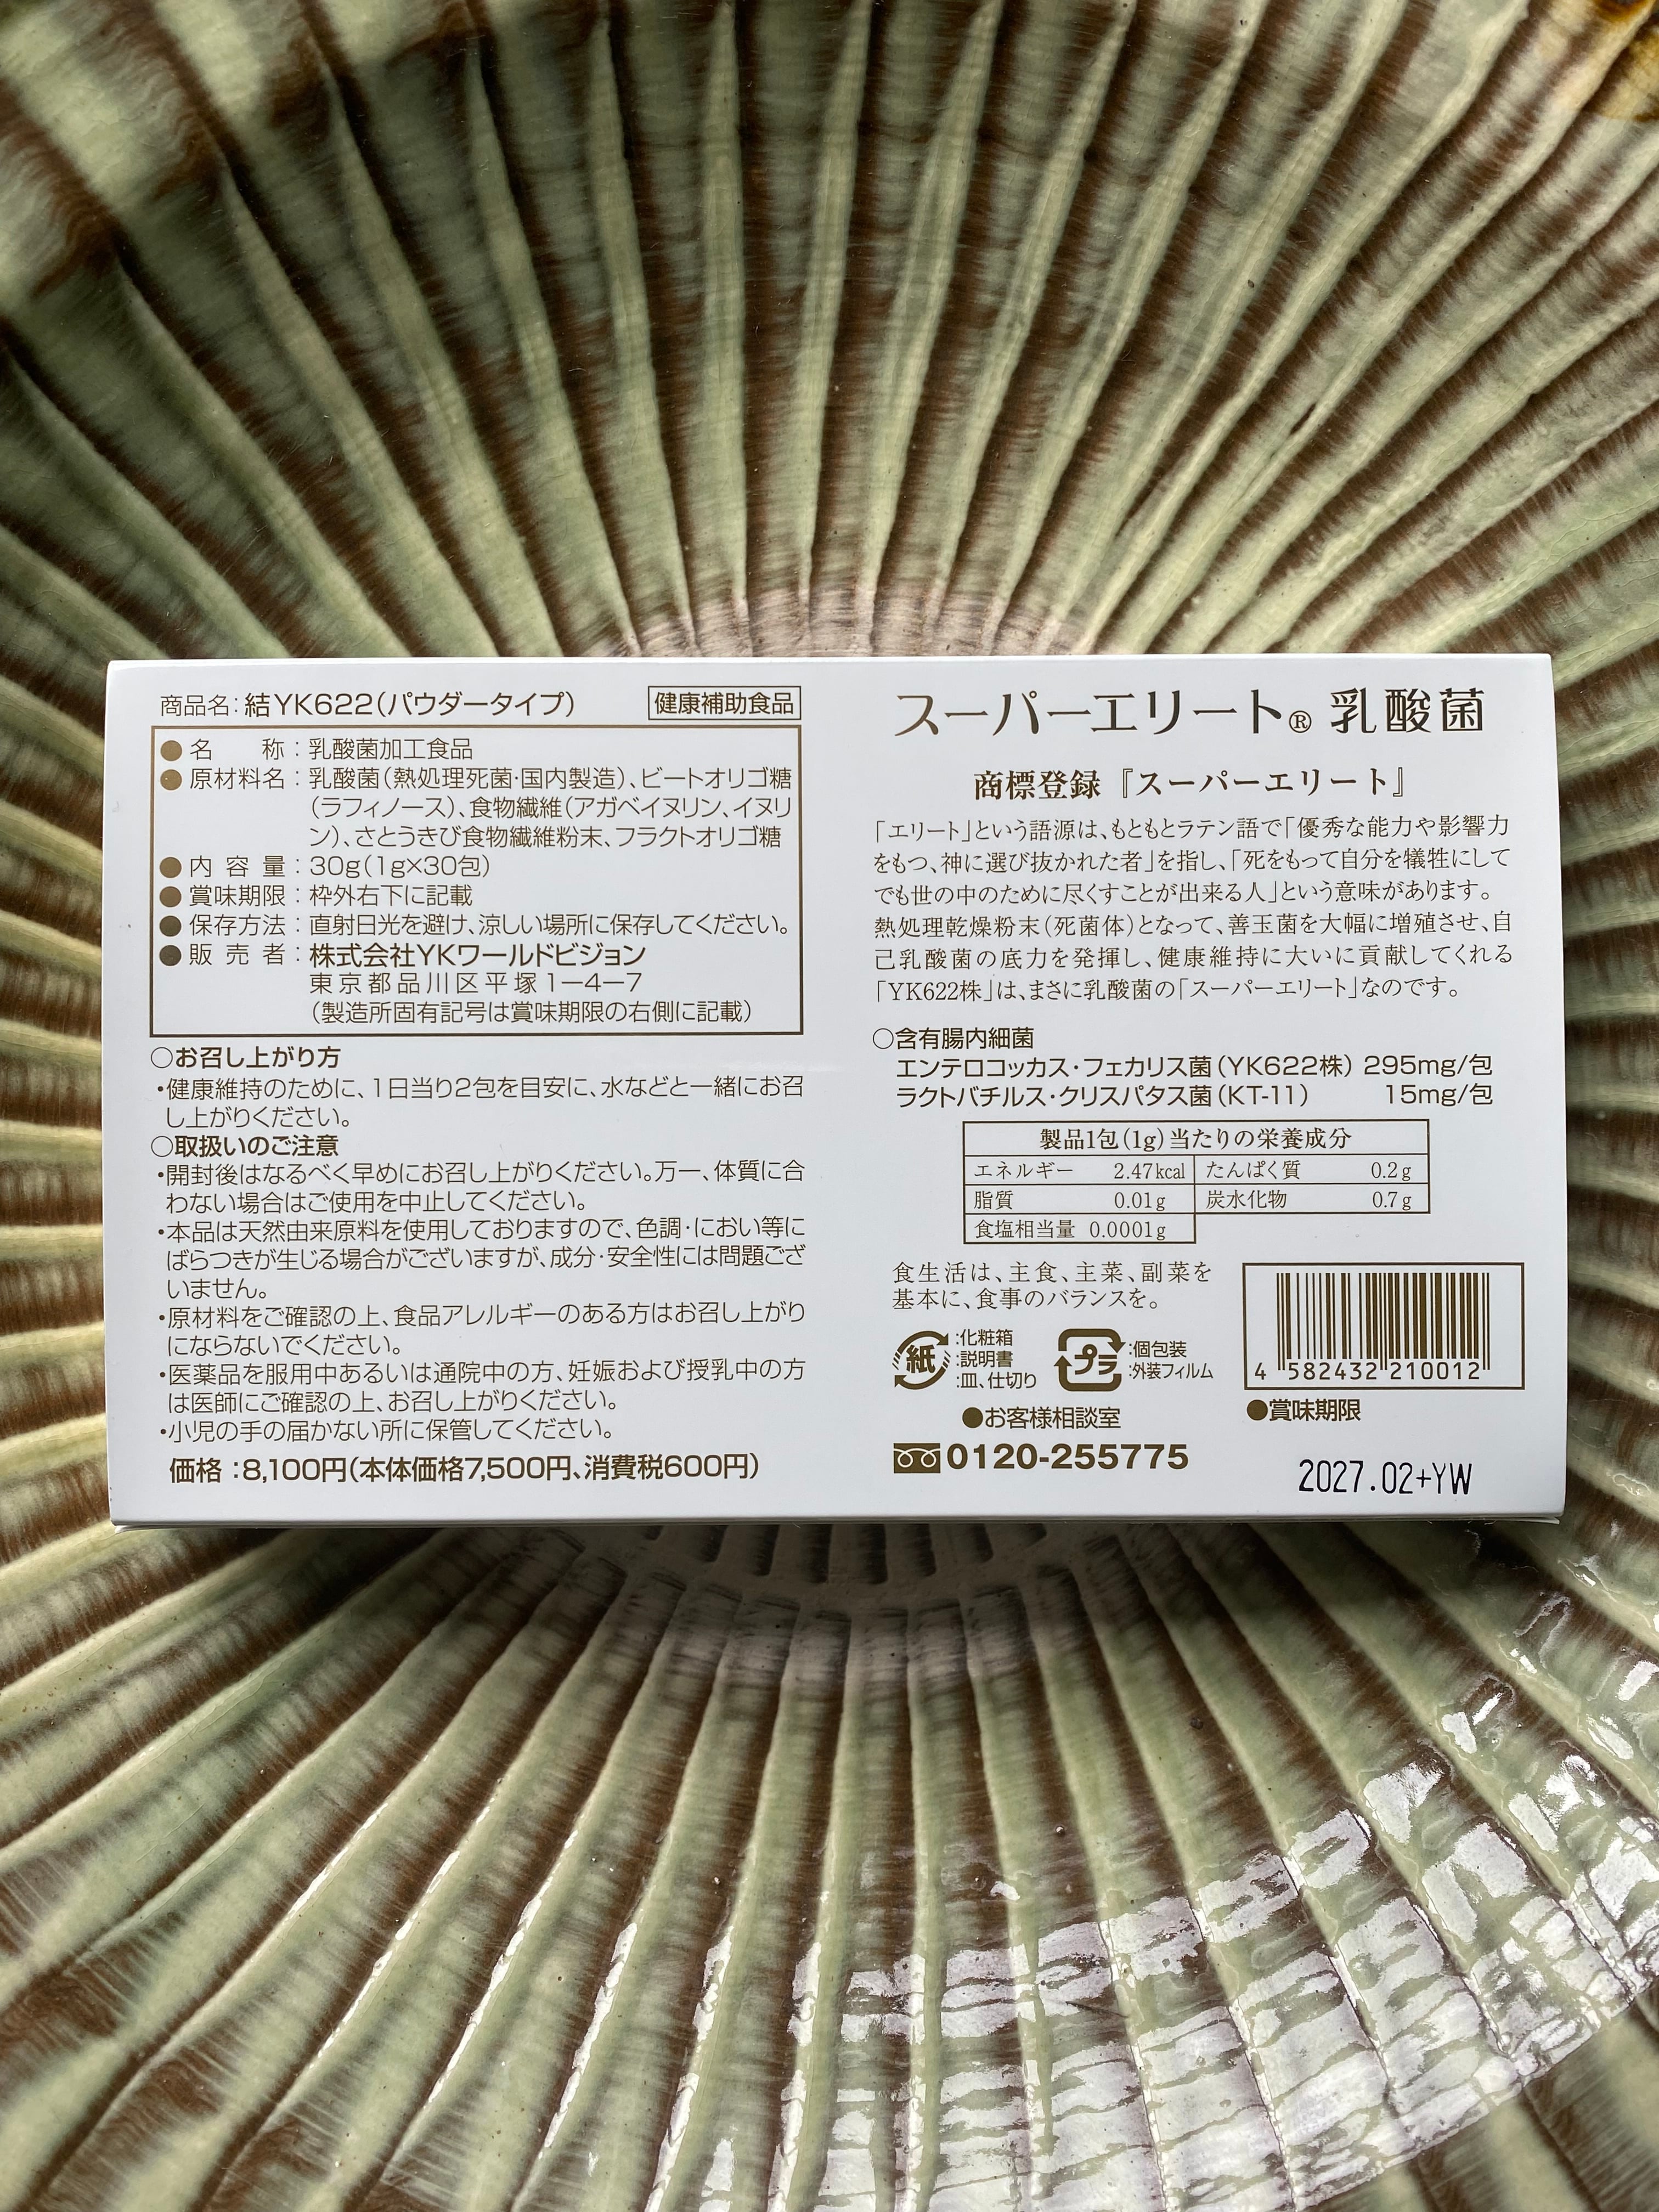 商品名：結YK622（パウダータイプ） 健康補助食品
●名　称：乳酸菌加工食品
●原材料名：乳酸菌（熱処理死菌・国内製造）、ビートオリゴ糖
（ラフィノース）、食物繊維（アガベイヌリン、イヌリ
ン）、さとうきび食物繊維粉末、フラクトオリゴ糖
●内容量：30g（1g×30包）
●賞味期限：枠外右下に記載
●保存方法：直射日光を避け、涼しい場所に保存してください。
●販売者：株式会社YKワールドビジョン
東京都品川区平塚1－4－7
（製造所固有記号は賞味期限の右側に記載）
○お召し上がり方
・健康維持のために、1日当り2包を目安に、水などと一緒にお召
し上がりください。
○取扱いのご注意
・開封後はなるべく早めにお召し上がりください。万一、体質に合
わない場合はご使用を中止してください。
・本品は天然由来原料を使用しておりますので、色調・におい等に
ばらつきが生じる場合がございますが、成分・安全性には問題ござ
いません。
・原材料をご確認の上、食品アレルギーのある方はお召し上がり
にならないでください。
・医薬品を服用中あるいは通院中の方、妊娠および授乳中の方
は医師にご確認の上、お召し上がりください。
・小児の手の届かない所に保管してください。
価格：8,100円（本体価格7,500円、消費税600円）
スーパーエリート® 乳酸菌
商標登録『スーパーエリート』
「エリート」という語源は、もともとラテン語で「優秀な能力や影響力
をもつ、神に選び抜かれた者」を指し、「死をもって自分を犠牲にして
でも世の中のために尽くすことが出来る人」という意味があります。
熱処理乾燥粉末（死菌体）となって、善玉菌を大幅に増殖させ、自
己乳酸菌の底力を発揮し、健康維持に大いに貢献してくれる
「YK622株」は、まさに乳酸菌の「スーパーエリート」なのです。
○含有腸内細菌
エンテロコッカス・フェカリス菌（YK622株） 295mg/包
ラクトバチルス・クリスパタス菌（KT-11） 15mg/包
製品1包（1g）当たりの栄養成分
エネルギー 2.47kcal たんぱく質 0.2g
脂質 0.01g 炭水化物 0.7g
食塩相当量 0.0001g
食生活は、主食、主菜、副菜を
基本に、食事のバランスを。
紙 :化粧箱
:説明書
:皿、仕切り
プラ :個包装
:外装フィルム
4 582432 210012
●お客様相談室
0120-255775
●賞味期限
2027.02+YW